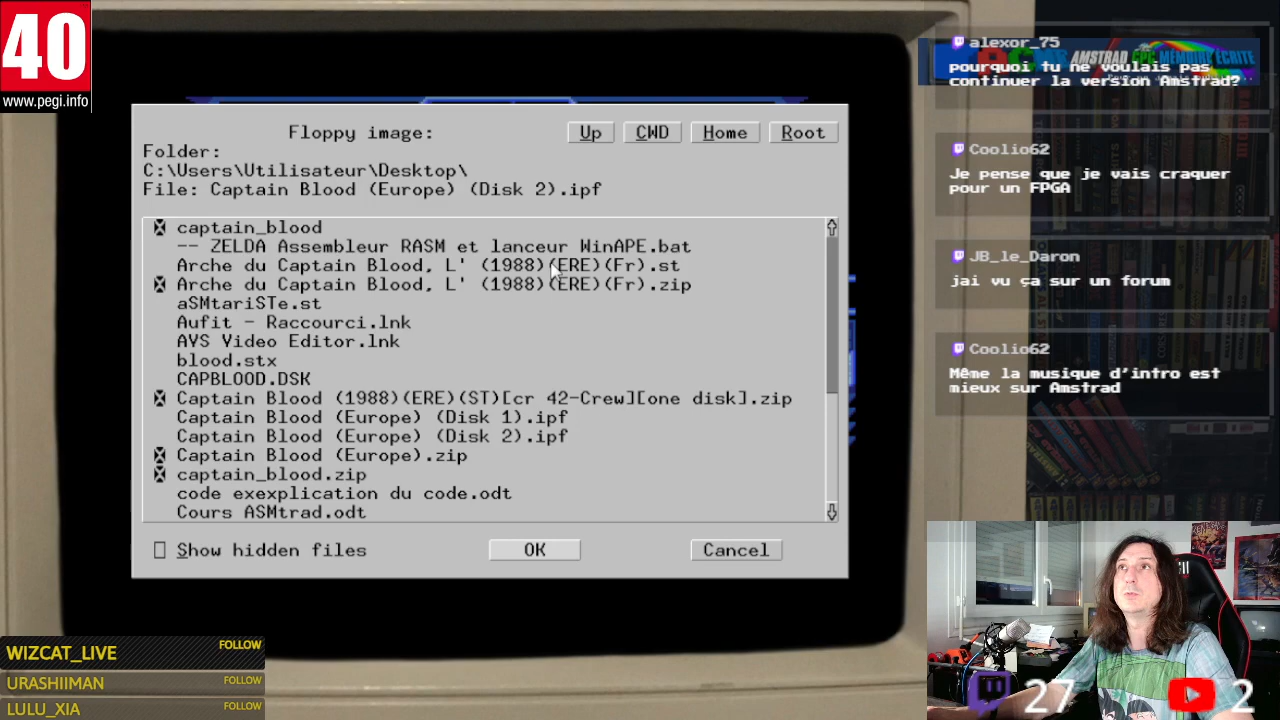 40
www.pegi.info
Floppy image:
Up
CWD
Home
Root
Folder:
C:\Users\Utilisateur\Desktop\
File: Captain Blood (Europe) (Disk 2).ipf
captain_blood
-- ZELDA Assembleur RASM et lanceur WinAPE.bat
Arche du Captain Blood, L' (1988)(ERE)(Fr).st
Arche du Captain Blood, L' (1988)(ERE)(Fr).zip
aSMtariSTe.st
Aufit - Raccourci.lnk
AVS Video Editor.lnk
blood.stx
CAPBLOOD.DSK
Captain Blood (1988)(ERE)(ST)[cr 42-Crew][one disk].zip
Captain Blood (Europe) (Disk 1).ipf
Captain Blood (Europe) (Disk 2).ipf
Captain Blood (Europe).zip
captain_blood.zip
code exexplication du code.odt
Cours ASMtrad.odt
Show hidden files
OK
Cancel
alexor_75
pourquoi tu ne voulais pas
continuer la version Amstrad?
AMSTRAD CPC MÉMOIRE ÉCRITE
Coolio62
Je pense que je vais craquer
pour un FPGA
JB_le_Daron
jai vu ça sur un forum
Coolio62
Même la musique d'intro est
mieux sur Amstrad
WIZCAT_LIVE FOLLOW
URASHIIMAN FOLLOW
LULU_XIA FOLLOW
27
2